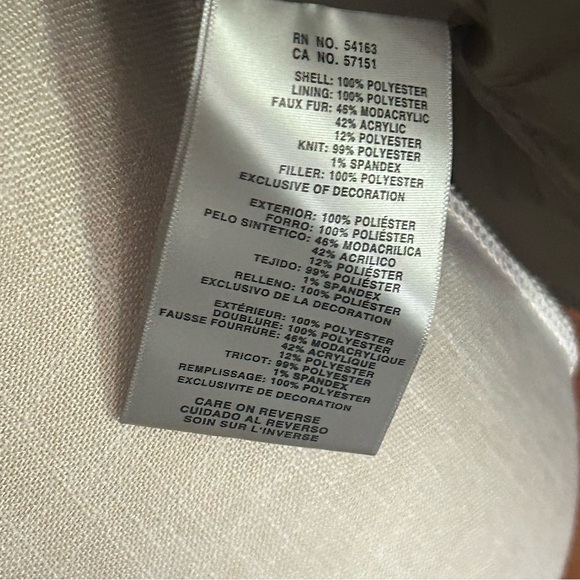 RN NO. 54163
CA NO. 57151
SHELL: 100% POLYESTER
LINING: 100% POLYESTER
FAUX FUR: 46% MODACRYLIC
42% ACRYLIC
12% POLYESTER
KNIT: 99% POLYESTER
1% SPANDEX
FILLER: 100% POLYESTER
EXCLUSIVE OF DECORATION
EXTERIOR: 100% POLIÉSTER
FORRO: 100% POLIÉSTER
PELO SINTETICO: 46% MODACRILICA
42% ACRILICO
12% POLIÉSTER
TEJIDO: 99% POLIÉSTER
1% SPANDEX
RELLENO: 100% POLIÉSTER
EXCLUSIVO DE LA DECORATION
EXTÉRIEUR: 100% POLYESTER
DOUBLURE: 100% POLYESTER
FAUSSE FOURRURE: 46% MODACRYLIQUE
42% ACRYLIQUE
12% POLYESTER
TRICOT: 99% POLYESTER
1% SPANDEX
REMPLISSAGE: 100% POLYESTER
EXCLUSIVITE DE DECORATION
CARE ON REVERSE
CUIDADO AL REVERSO
SOIN SUR L'INVERSE